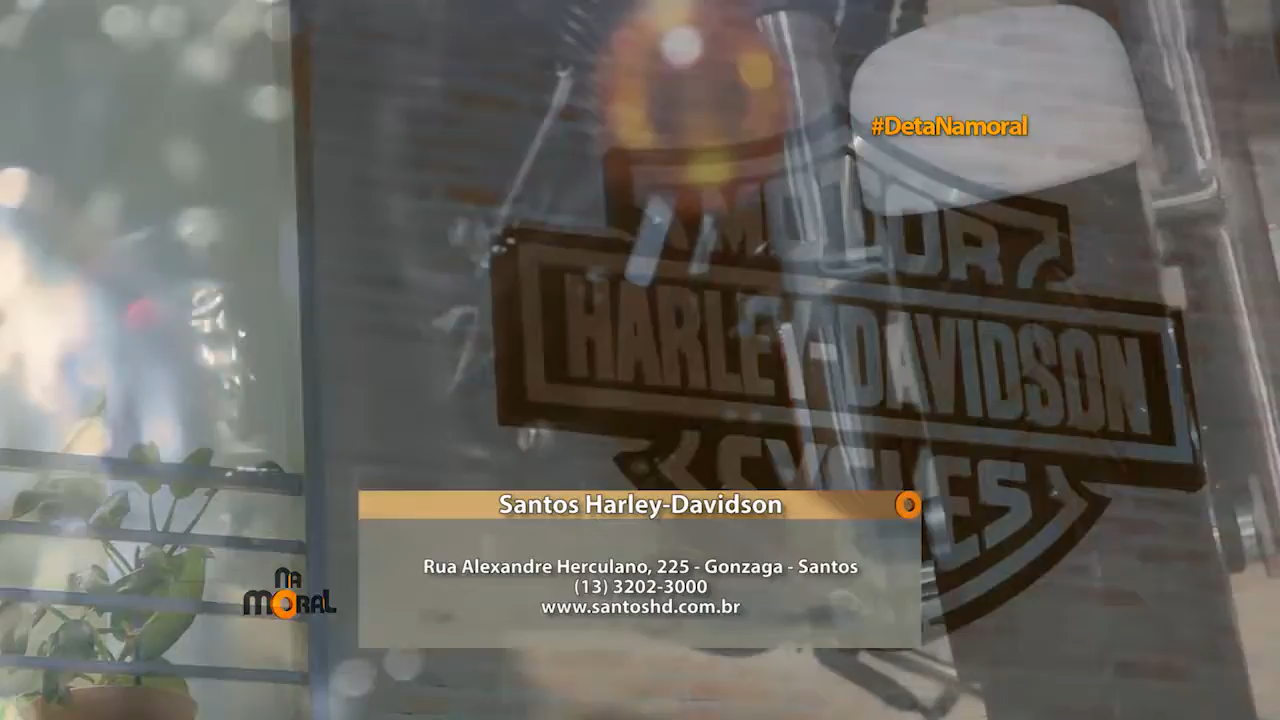 #DetaNamoral
MOTOR
HARLEY-DAVIDSON
CYCLES
Santos Harley-Davidson
Rua Alexandre Herculano, 225 - Gonzaga - Santos
(13) 3202-3000
www.santoshd.com.br
NA
MORAL